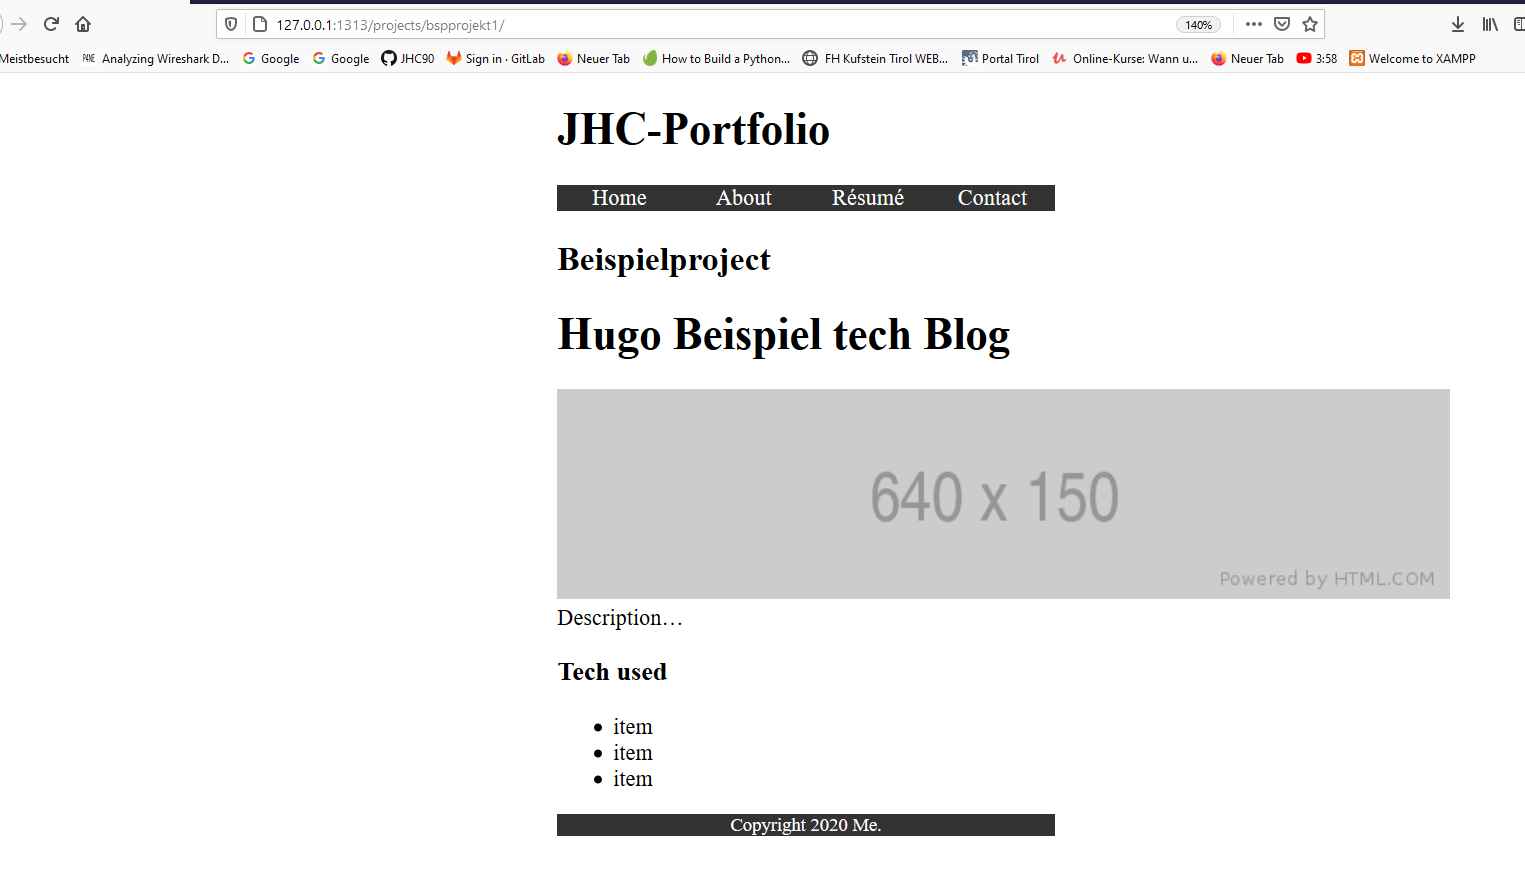 127.0.0.1:1313/projects/bspprojekt1/ 140%
Meistbesucht Analyzing Wireshark D... Google Google JHC90 Sign in · GitLab Neuer Tab How to Build a Python... FH Kufstein Tirol WEB... Portal Tirol Online-Kurse: Wann u... Neuer Tab 3:58 Welcome to XAMPP
JHC-Portfolio
Home About Résumé Contact
Beispielproject
Hugo Beispiel tech Blog
640 x 150
Powered by HTML.COM
Description…
Tech used
item
item
item
Copyright 2020 Me.